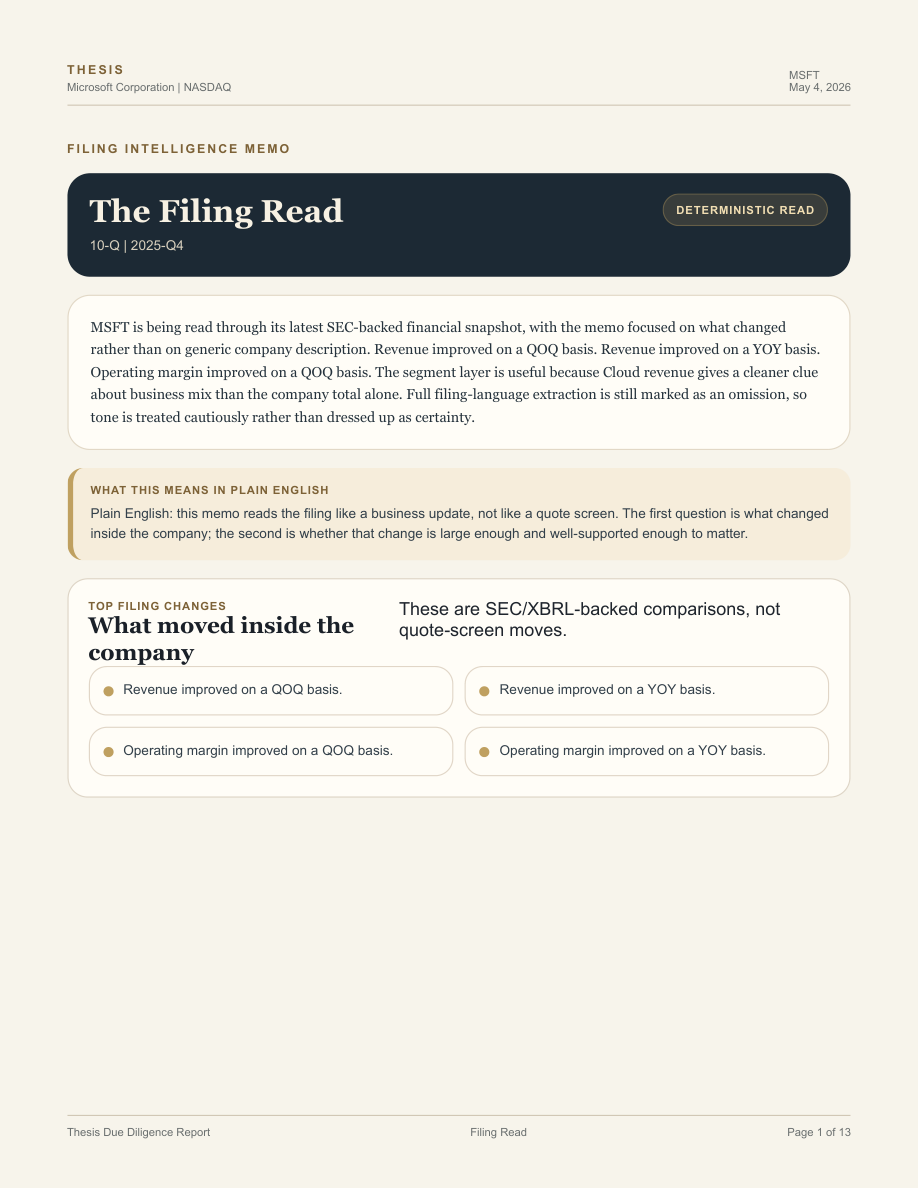 THESIS
Microsoft Corporation | NASDAQ
MSFT
May 4, 2026
FILING INTELLIGENCE MEMO
The Filing Read
DETERMINISTIC READ
10-Q | 2025-Q4
MSFT is being read through its latest SEC-backed financial snapshot, with the memo focused on what changed
rather than on generic company description. Revenue improved on a QOQ basis. Revenue improved on a YOY basis.
Operating margin improved on a QOQ basis. The segment layer is useful because Cloud revenue gives a cleaner clue
about business mix than the company total alone. Full filing-language extraction is still marked as an omission, so
tone is treated cautiously rather than dressed up as certainty.
WHAT THIS MEANS IN PLAIN ENGLISH
Plain English: this memo reads the filing like a business update, not like a quote screen. The first question is what changed
inside the company; the second is whether that change is large enough and well-supported enough to matter.
TOP FILING CHANGES
What moved inside the
company
These are SEC/XBRL-backed comparisons, not
quote-screen moves.
Revenue improved on a QOQ basis.
Revenue improved on a YOY basis.
Operating margin improved on a QOQ basis.
Operating margin improved on a YOY basis.
Thesis Due Diligence Report
Filing Read
Page 1 of 13